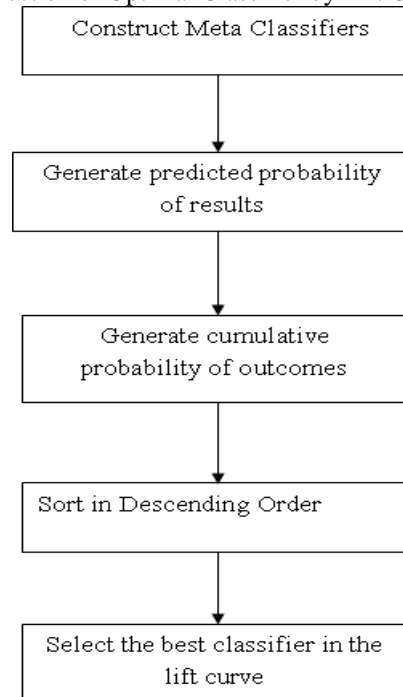 Construct Meta Classifiers
Generate predicted probability
of results
Generate cumulative
probability of outcomes
Sort in Descending Order
Select the best classifier in the
lift curve